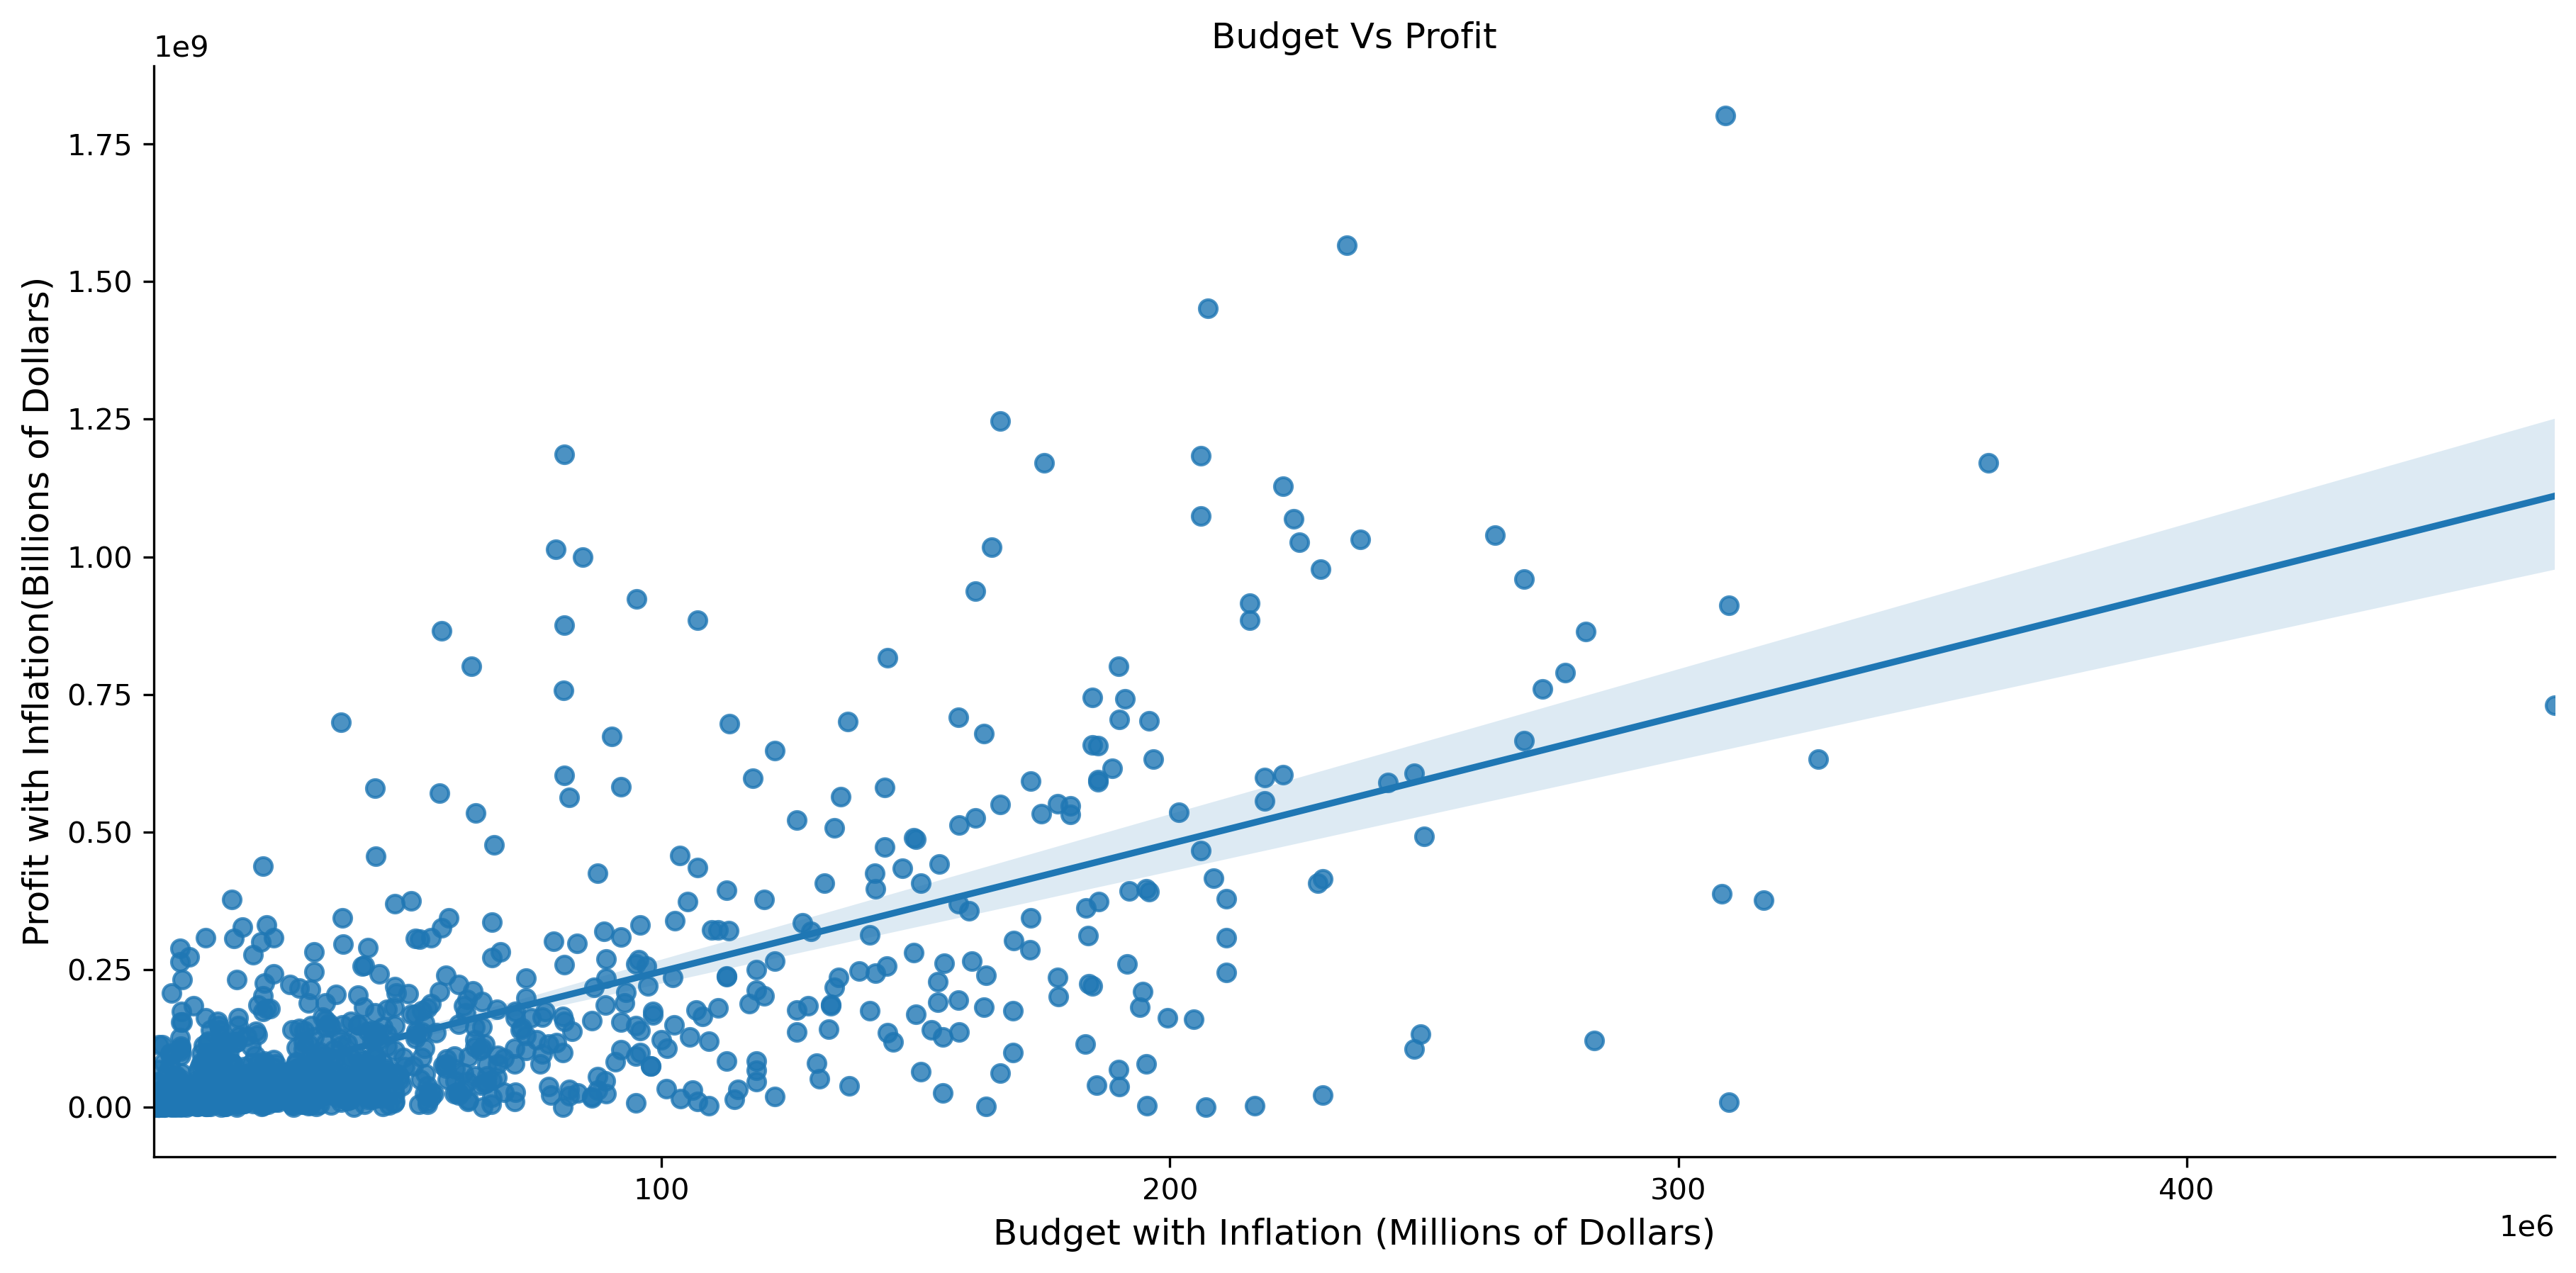 Budget Vs Profit
1e9
1.75
1.50
1.25
1.00
0.75
0.50
0.25
0.00
Profit with Inflation(Billions of Dollars)
100 200 300 400
1e6
Budget with Inflation (Millions of Dollars)